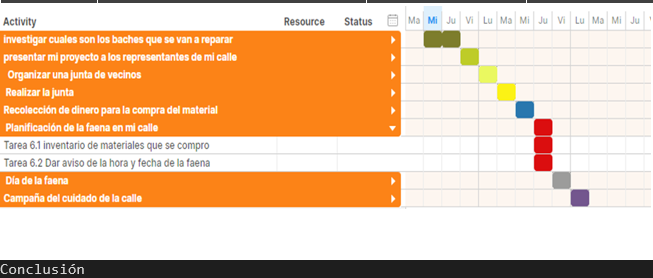 Activity Resource Status Ma Mi Ju Vi Lu Ma Mi Ju Vi Lu Ma Mi Ju V
investigar cuales son los baches que se van a reparar
presentar mi proyecto a los representantes de mi calle
Organizar una junta de vecinos
Realizar la junta
Recolección de dinero para la compra del material
Planificación de la faena en mi calle
Tarea 6.1 inventario de materiales que se compro
Tarea 6.2 Dar aviso de la hora y fecha de la faena
Día de la faena
Campaña del cuidado de la calle
Conclusión